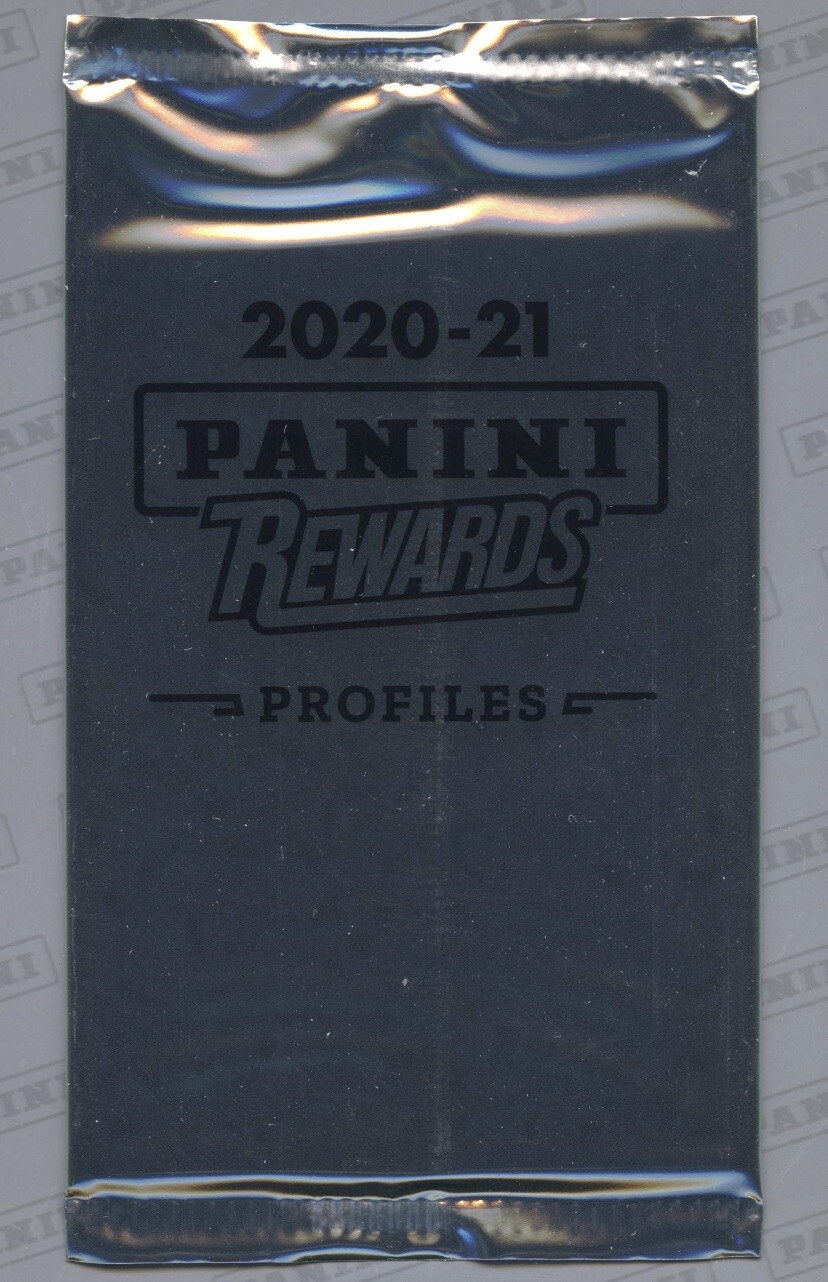 2020-21
PANINI
REWARDS
PROFILES